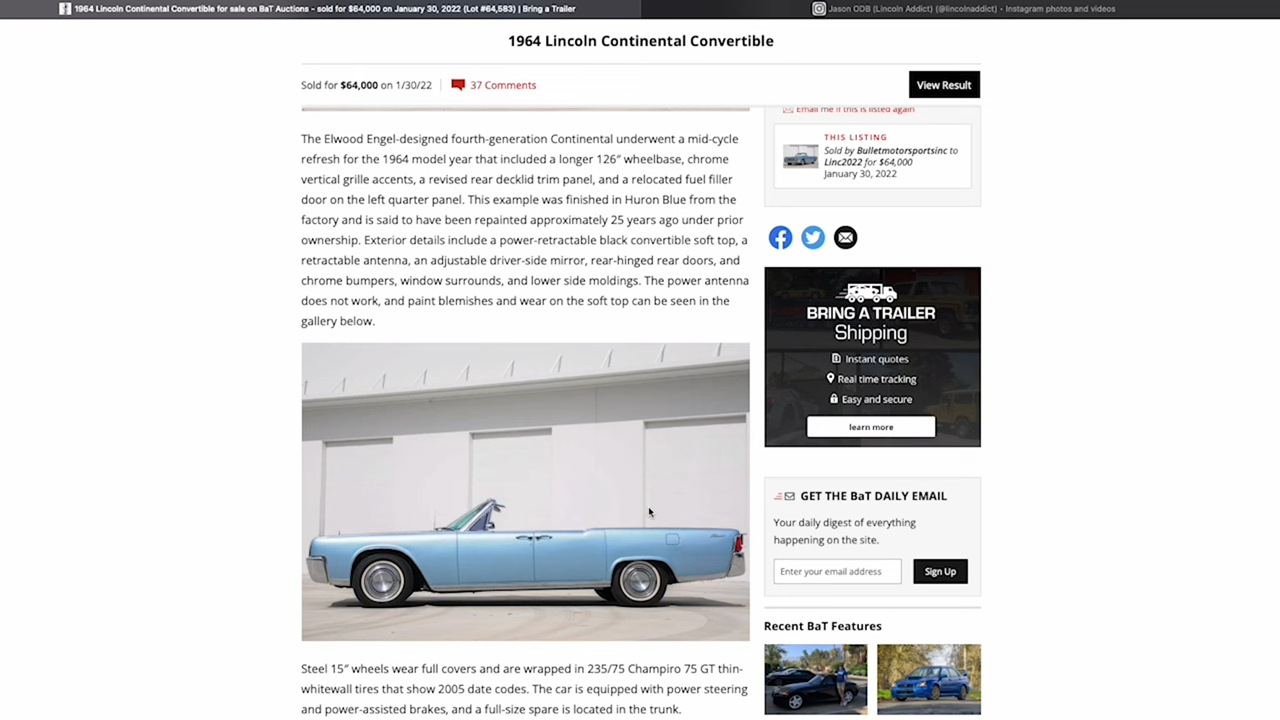 1964 Lincoln Continental Convertible for sale on BaT Auctions - sold for $64,000 on January 30, 2022 (Lot #64,583) | Bring a Trailer
Jason ODB (Lincoln Addict) (@lincolnaddict) • Instagram photos and videos
1964 Lincoln Continental Convertible
Sold for $64,000 on 1/30/22
37 Comments
View Result
The Elwood Engel-designed fourth-generation Continental underwent a mid-cycle
refresh for the 1964 model year that included a longer 126″ wheelbase, chrome
vertical grille accents, a revised rear decklid trim panel, and a relocated fuel filler
door on the left quarter panel. This example was finished in Huron Blue from the
factory and is said to have been repainted approximately 25 years ago under prior
ownership. Exterior details include a power-retractable black convertible soft top, a
retractable antenna, an adjustable driver-side mirror, rear-hinged rear doors, and
chrome bumpers, window surrounds, and lower side moldings. The power antenna
does not work, and paint blemishes and wear on the soft top can be seen in the
gallery below.
Steel 15″ wheels wear full covers and are wrapped in 235/75 Champiro 75 GT thin-
whitewall tires that show 2005 date codes. The car is equipped with power steering
and power-assisted brakes, and a full-size spare is located in the trunk.
Email me if this is listed again
THIS LISTING
Sold by Bulletmotorsportsinc to
Linc2022 for $64,000
January 30, 2022
BRING A TRAILER
Shipping
Instant quotes
Real time tracking
Easy and secure
learn more
GET THE BaT DAILY EMAIL
Your daily digest of everything
happening on the site.
Enter your email address
Sign Up
Recent BaT Features